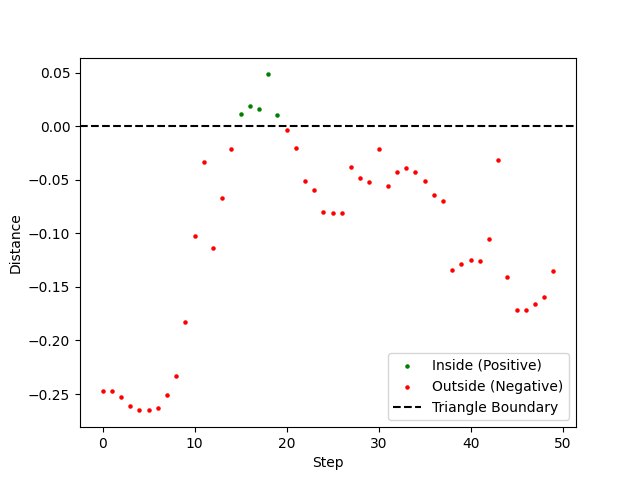 0.05
0.00
−0.05
−0.10
−0.15
−0.20
−0.25
Distance
0 10 20 30 40 50
Step
Inside (Positive)
Outside (Negative)
Triangle Boundary